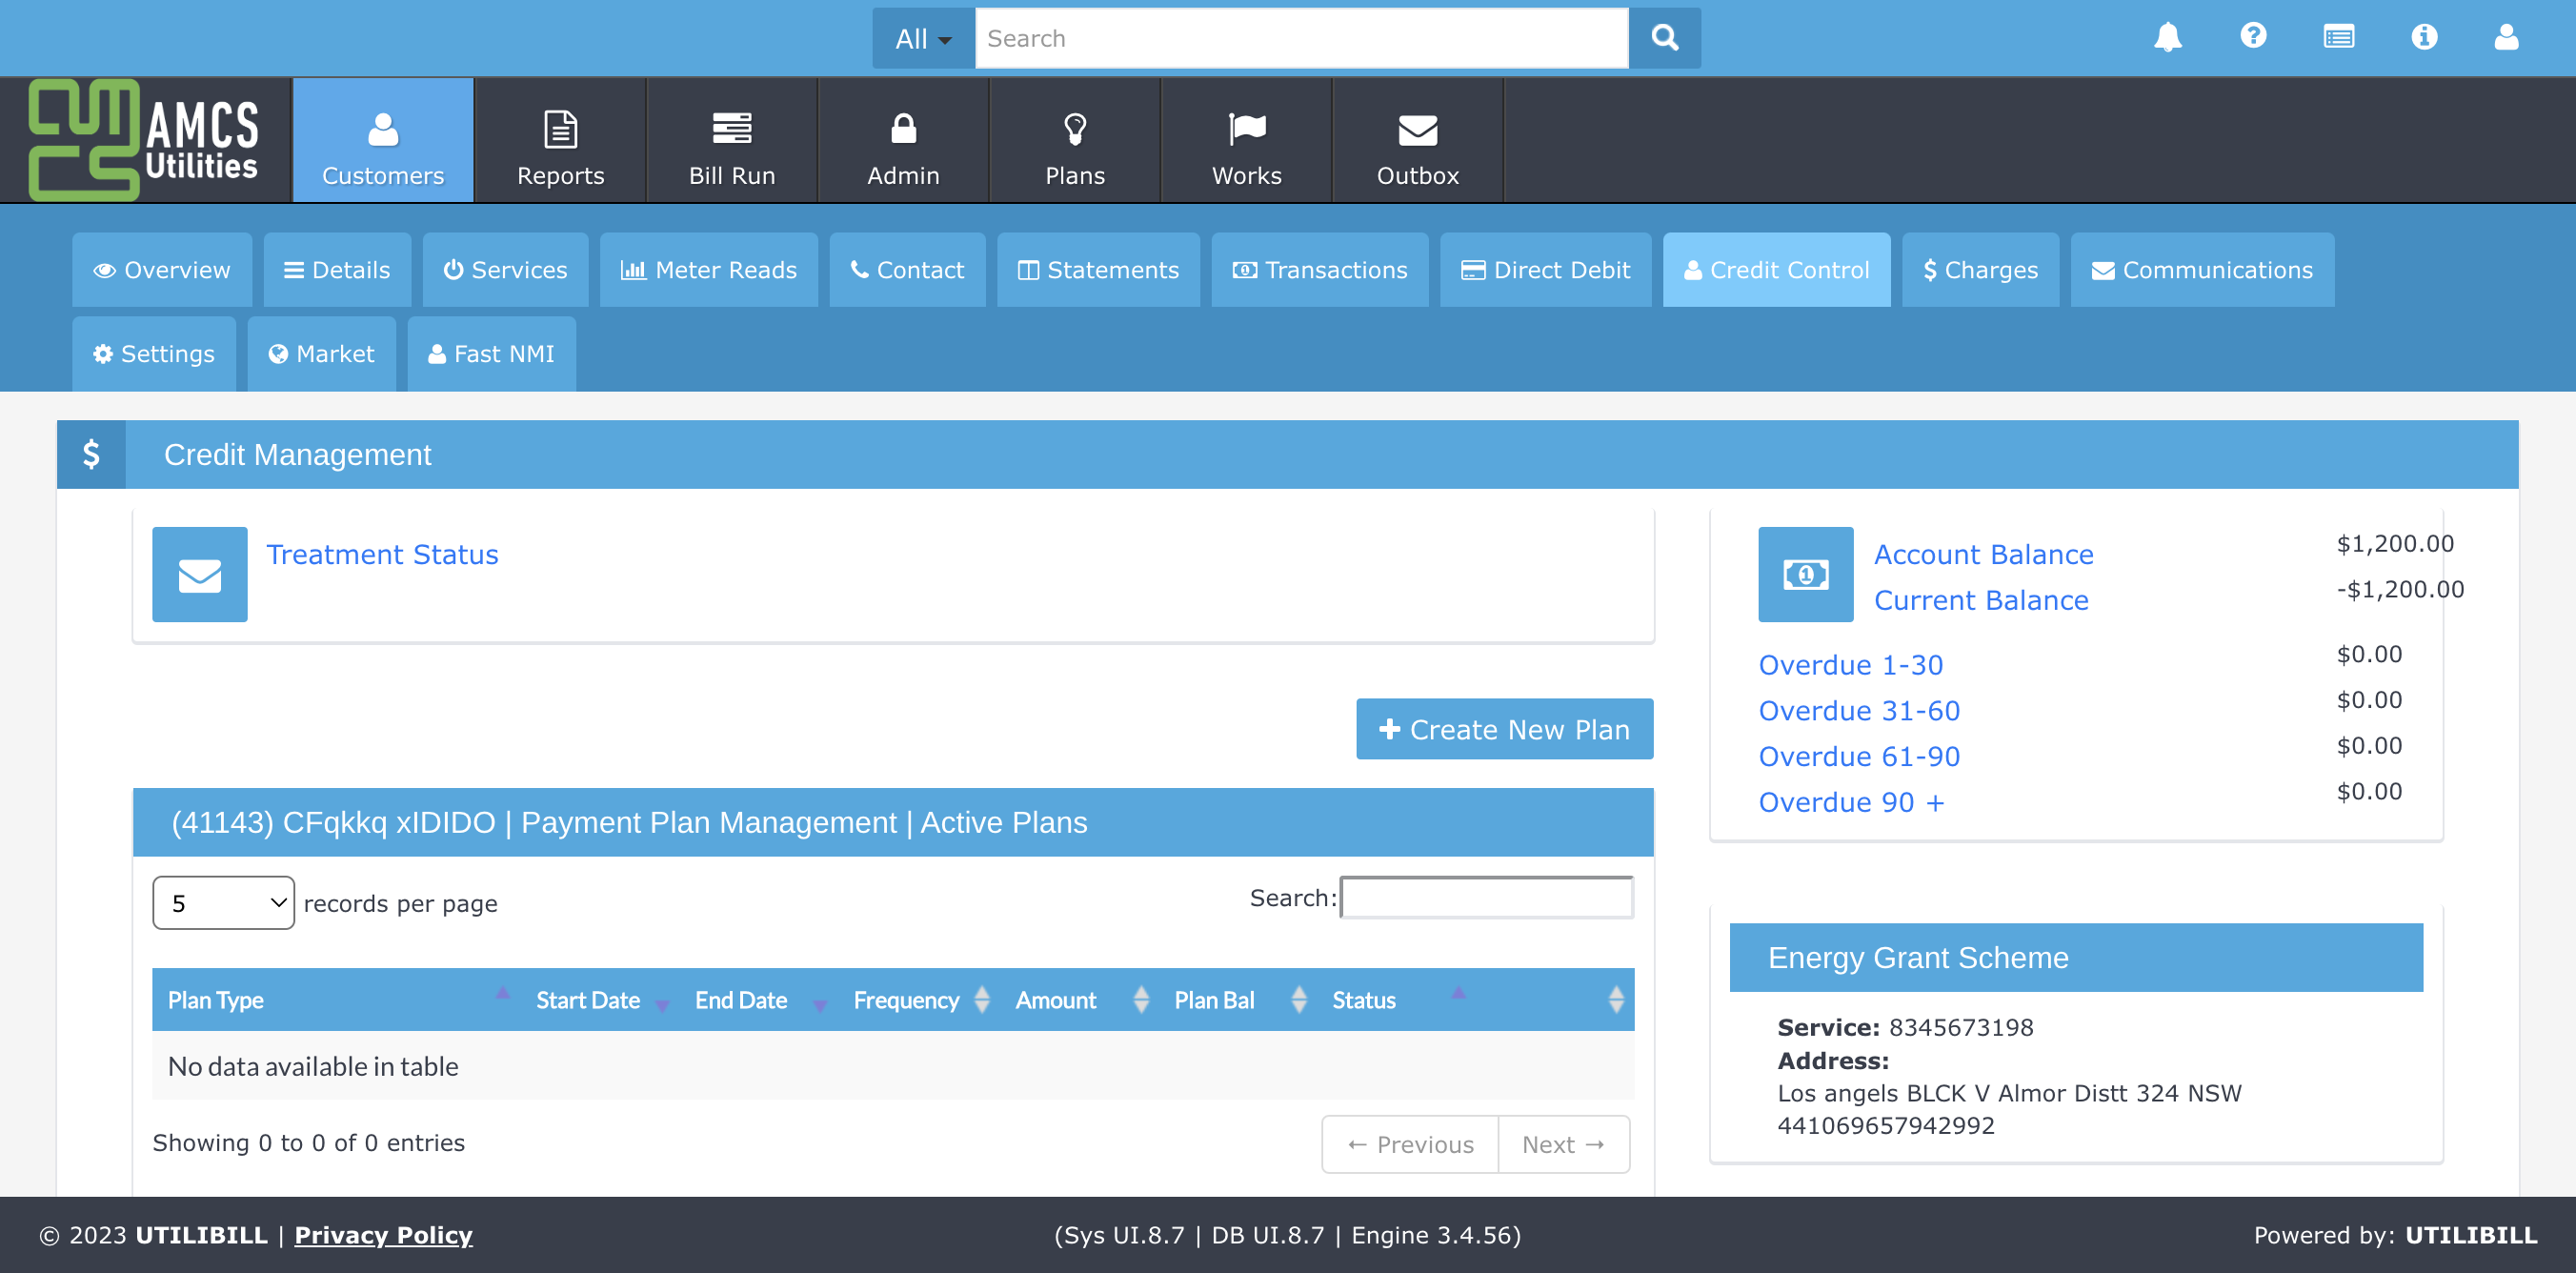 All Search
AMCS
Utilities
Customers Reports Bill Run Admin Plans Works Outbox
Overview Details Services Meter Reads Contact Statements Transactions Direct Debit Credit Control $ Charges Communications
Settings Market Fast NMI
$ Credit Management
Treatment Status
Account Balance $1,200.00
Current Balance -$1,200.00
Overdue 1-30 $0.00
Overdue 31-60 $0.00
Overdue 61-90 $0.00
Overdue 90 + $0.00
+ Create New Plan
(41143) CFqkkq xIDIDO | Payment Plan Management | Active Plans
5 records per page Search:
Plan Type Start Date End Date Frequency Amount Plan Bal Status
No data available in table
Showing 0 to 0 of 0 entries ← Previous Next →
Energy Grant Scheme
Service: 8345673198
Address:
Los angels BLCK V Almor Distt 324 NSW
441069657942992
© 2023 UTILIBILL | Privacy Policy (Sys UI.8.7 | DB UI.8.7 | Engine 3.4.56) Powered by: UTILIBILL